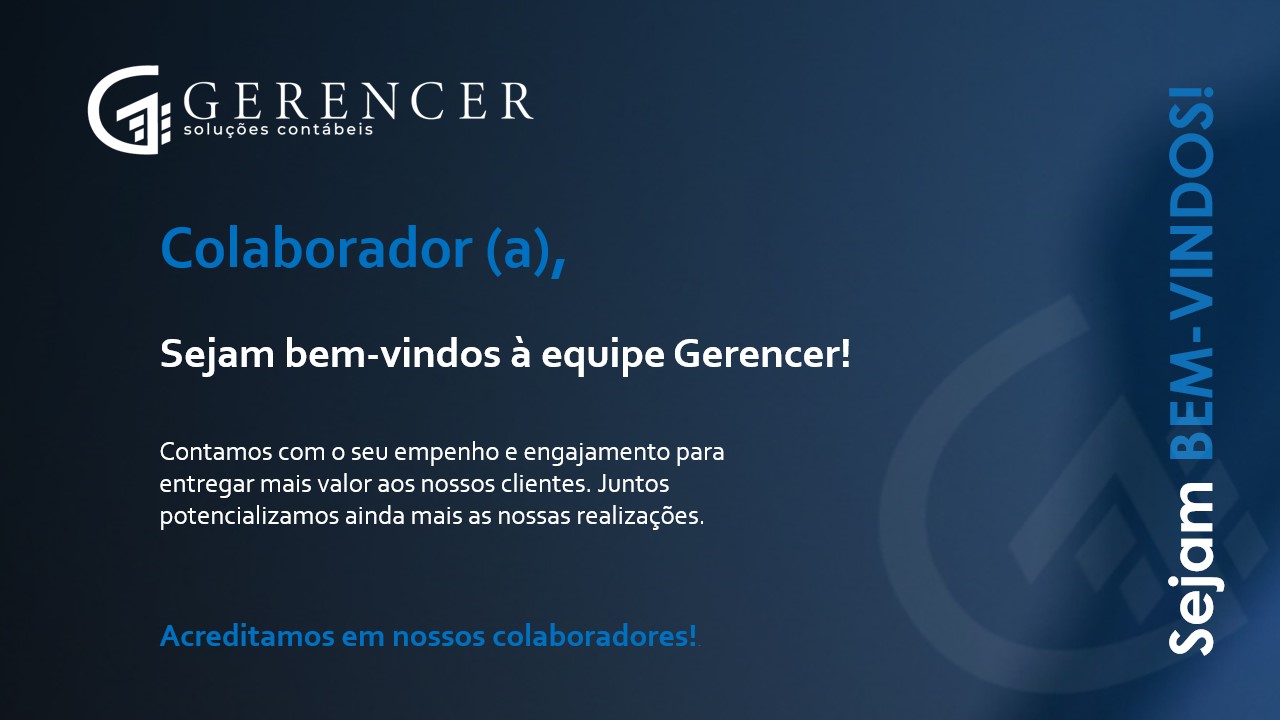 GERENCER
soluções contábeis
Colaborador (a),
Sejam bem-vindos à equipe Gerencer!
Contamos com o seu empenho e engajamento para
entregar mais valor aos nossos clientes. Juntos
potencializamos ainda mais as nossas realizações.
Acreditamos em nossos colaboradores!
Sejam BEM-VINDOS!